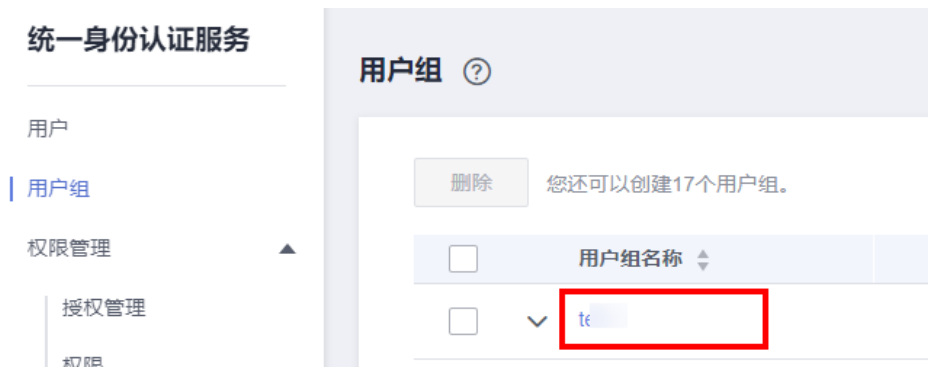 统一身份认证服务
用户
用户组
权限管理
授权管理
权限
用户组
删除 您还可以创建17个用户组。
用户组名称